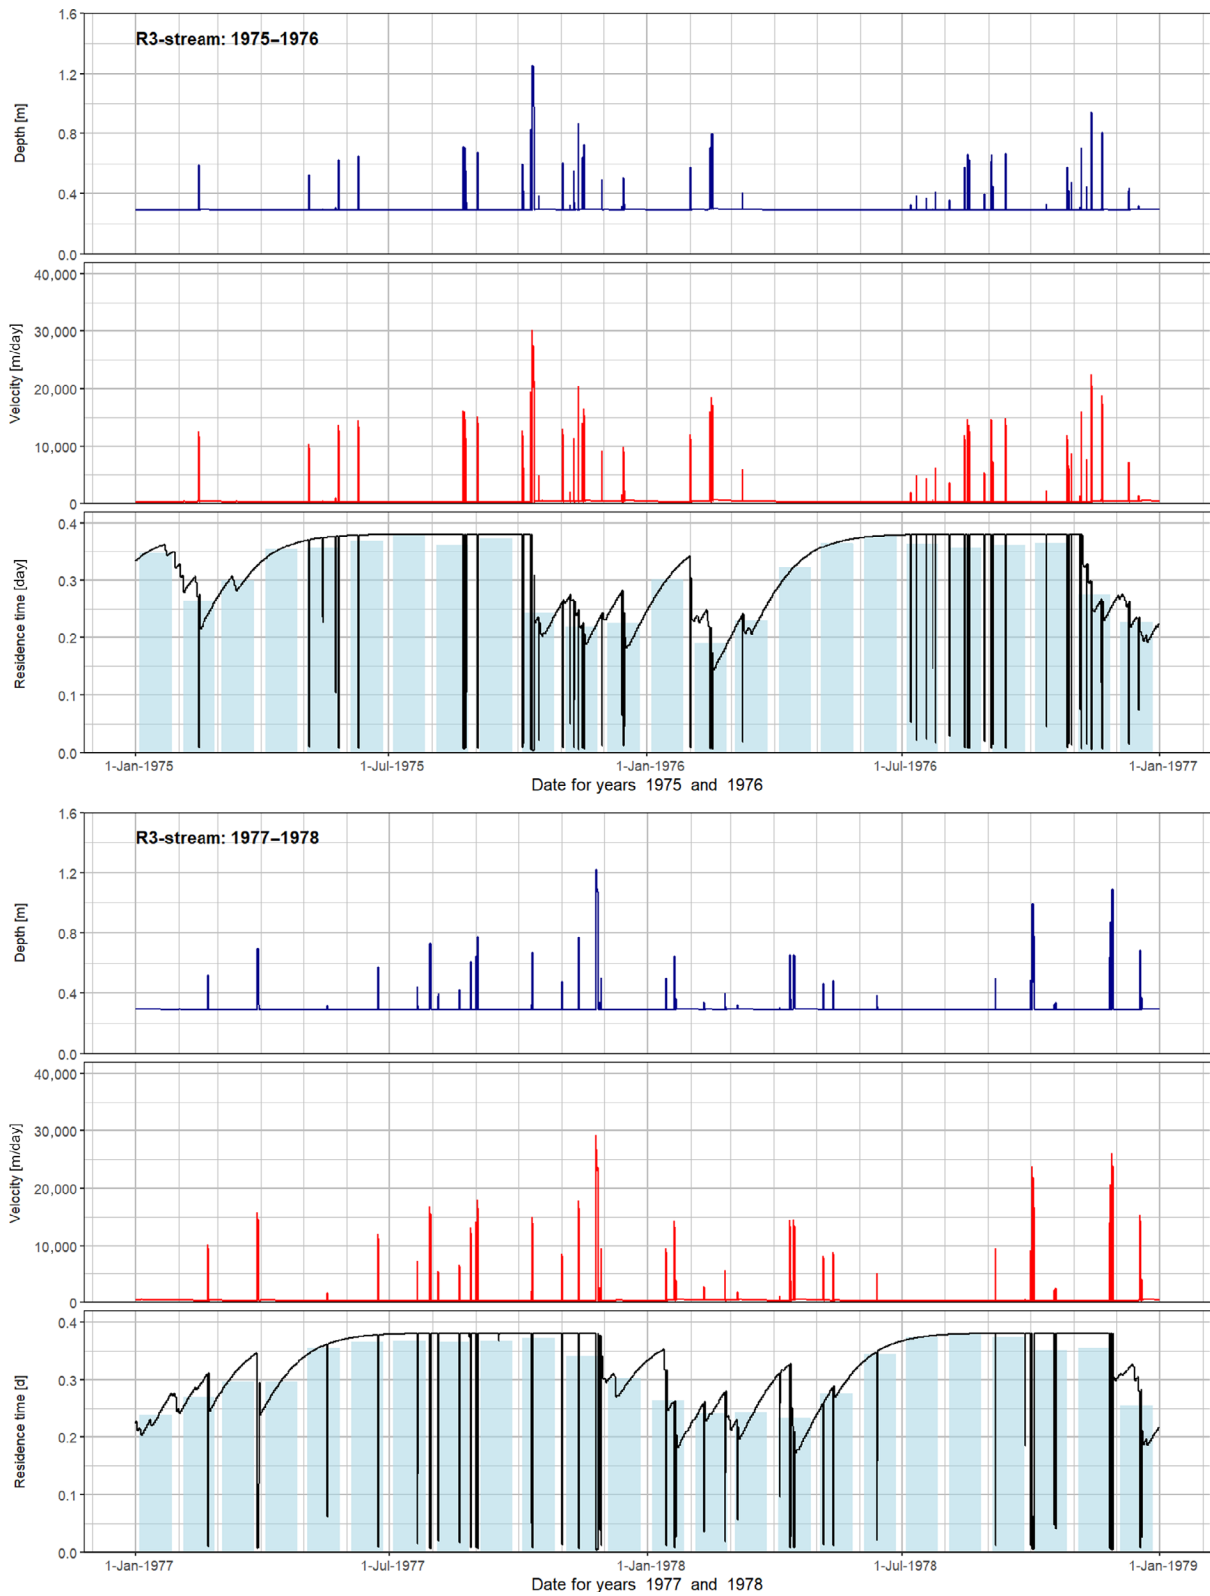 R3-stream: 1975–1976
Depth [m]
1.6
1.2
0.8
0.4
0.0
Velocity [m/day]
40,000
30,000
20,000
10,000
0
Residence time [day]
0.4
0.3
0.2
0.1
0.0
1-Jan-1975 1-Jul-1975 1-Jan-1976 1-Jul-1976 1-Jan-1977
Date for years 1975 and 1976
R3-stream: 1977–1978
Depth [m]
1.6
1.2
0.8
0.4
0.0
Velocity [m/day]
40,000
30,000
20,000
10,000
0
Residence time [d]
0.4
0.3
0.2
0.1
0.0
1-Jan-1977 1-Jul-1977 1-Jan-1978 1-Jul-1978 1-Jan-1979
Date for years 1977 and 1978